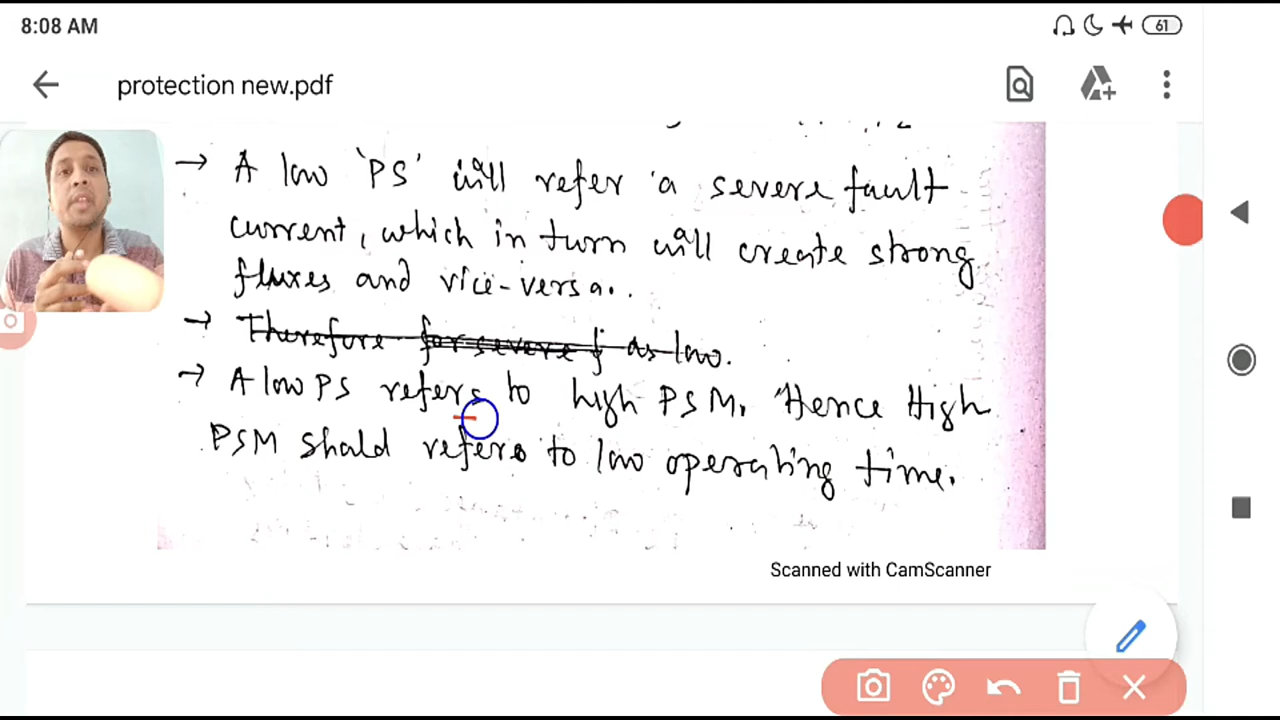 8:08 AM
61
protection new.pdf
→ A low 'PS' will refer a severe fault
current, which in turn will create strong
fluxes and vice-versa..
→ Therefore for severe f as low.
→ A low PS refers to high PSM. Hence High
PSM shald refers to low operating time.
Scanned with CamScanner